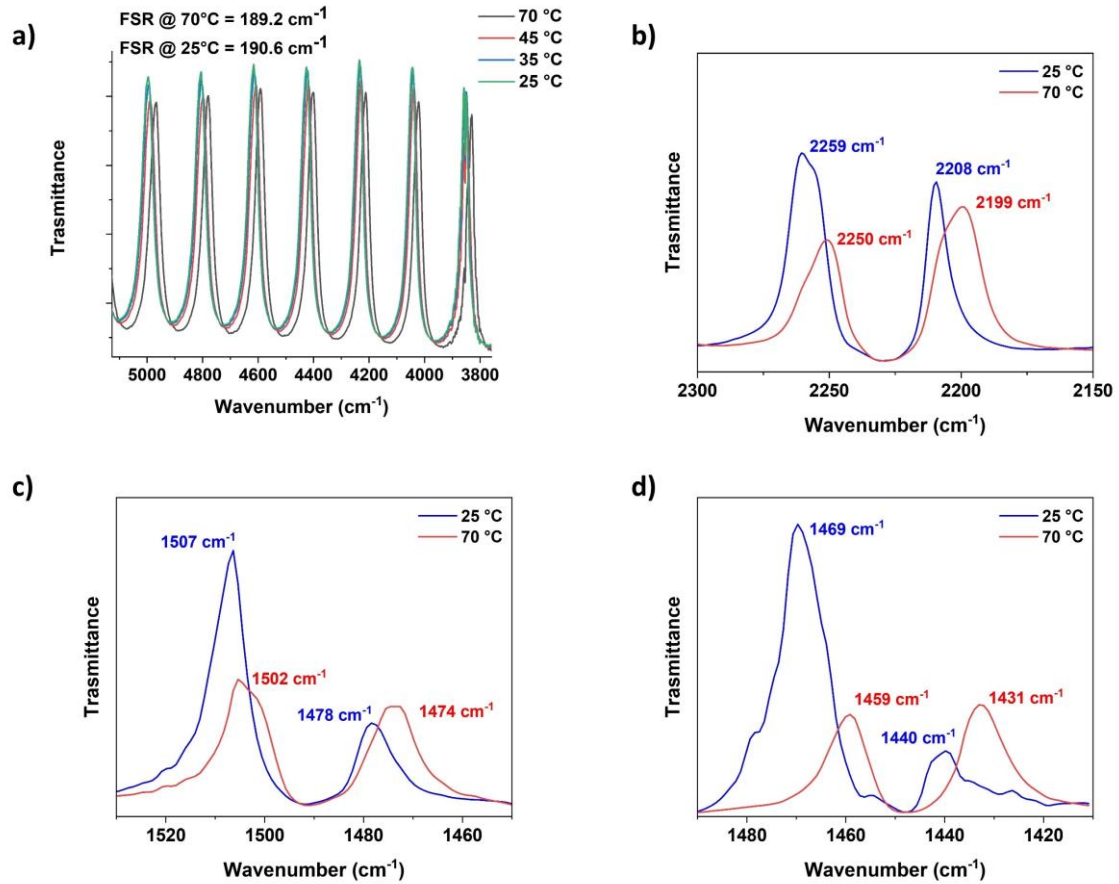 a)
FSR @ 70°C = 189.2 cm-1
FSR @ 25°C = 190.6 cm-1
70 °C
45 °C
35 °C
25 °C
Trasmittance
5000 4800 4600 4400 4200 4000 3800
Wavenumber (cm-1)
b)
25 °C
70 °C
2259 cm-1
2208 cm-1
2199 cm-1
2250 cm-1
Trasmittance
2300 2250 2200 2150
Wavenumber (cm-1)
c)
25 °C
70 °C
1507 cm-1
1502 cm-1
1478 cm-1
1474 cm-1
Trasmittance
1520 1500 1480 1460
Wavenumber (cm-1)
d)
25 °C
70 °C
1469 cm-1
1459 cm-1
1431 cm-1
1440 cm-1
Trasmittance
1480 1460 1440 1420
Wavenumber (cm-1)